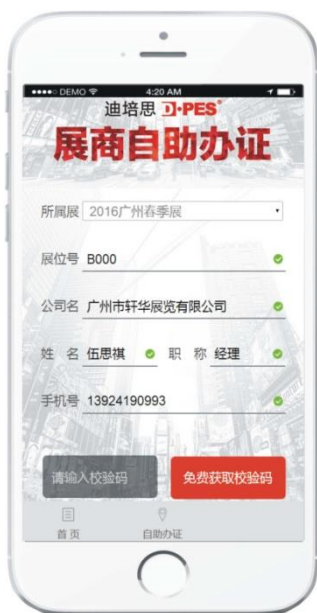 DEMO 4:20 AM
迪培思 D·PES
展商自助办证
所属展 2016广州春季展
展位号 B000
公司名 广州市轩华展览有限公司
姓 名 伍思祺 职 称 经理
手机号 13924190993
请输入校验码 免费获取校验码
首 页 自助办证